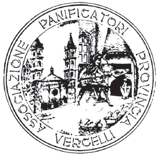 ASSOCIAZIONE PANIFICATORI PROVINCIA
VERCELLI